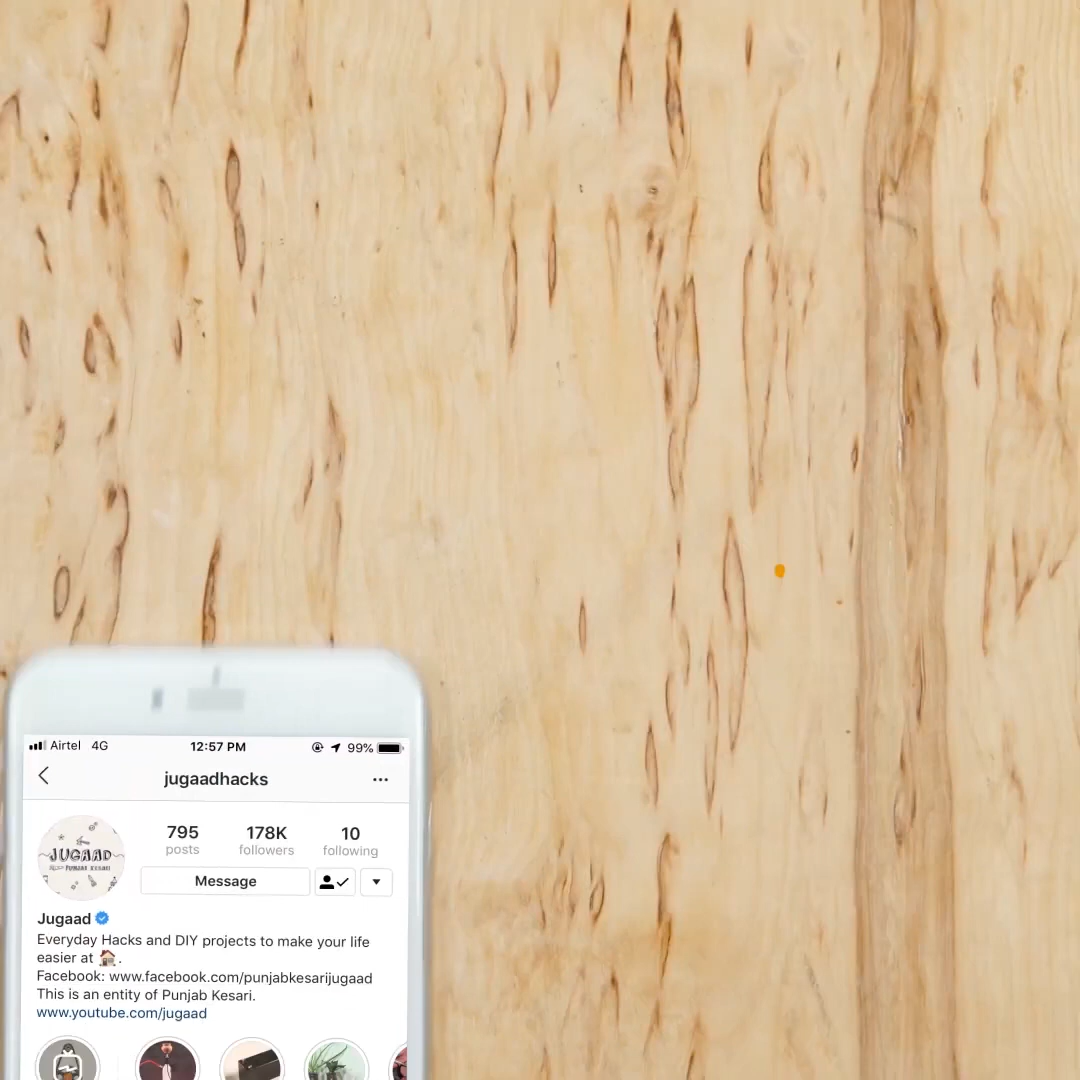 Airtel 4G 12:57 PM 99%
jugaadhacks
795 178K 10
posts followers following
JUGAAD
PUNJAB KESARI
Message
Jugaad
Everyday Hacks and DIY projects to make your life
easier at 🏠.
Facebook: www.facebook.com/punjabkesarijugaad
This is an entity of Punjab Kesari.
www.youtube.com/jugaad